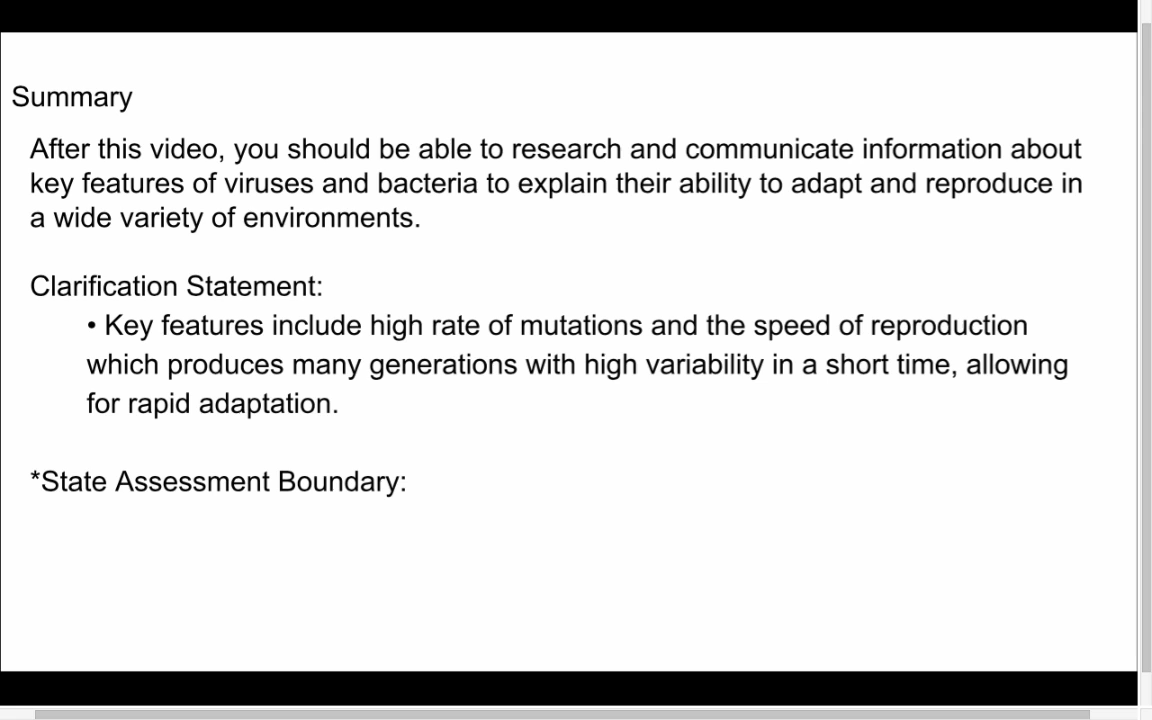 Summary
After this video, you should be able to research and communicate information about
key features of viruses and bacteria to explain their ability to adapt and reproduce in
a wide variety of environments.
Clarification Statement:
• Key features include high rate of mutations and the speed of reproduction
which produces many generations with high variability in a short time, allowing
for rapid adaptation.
*State Assessment Boundary: